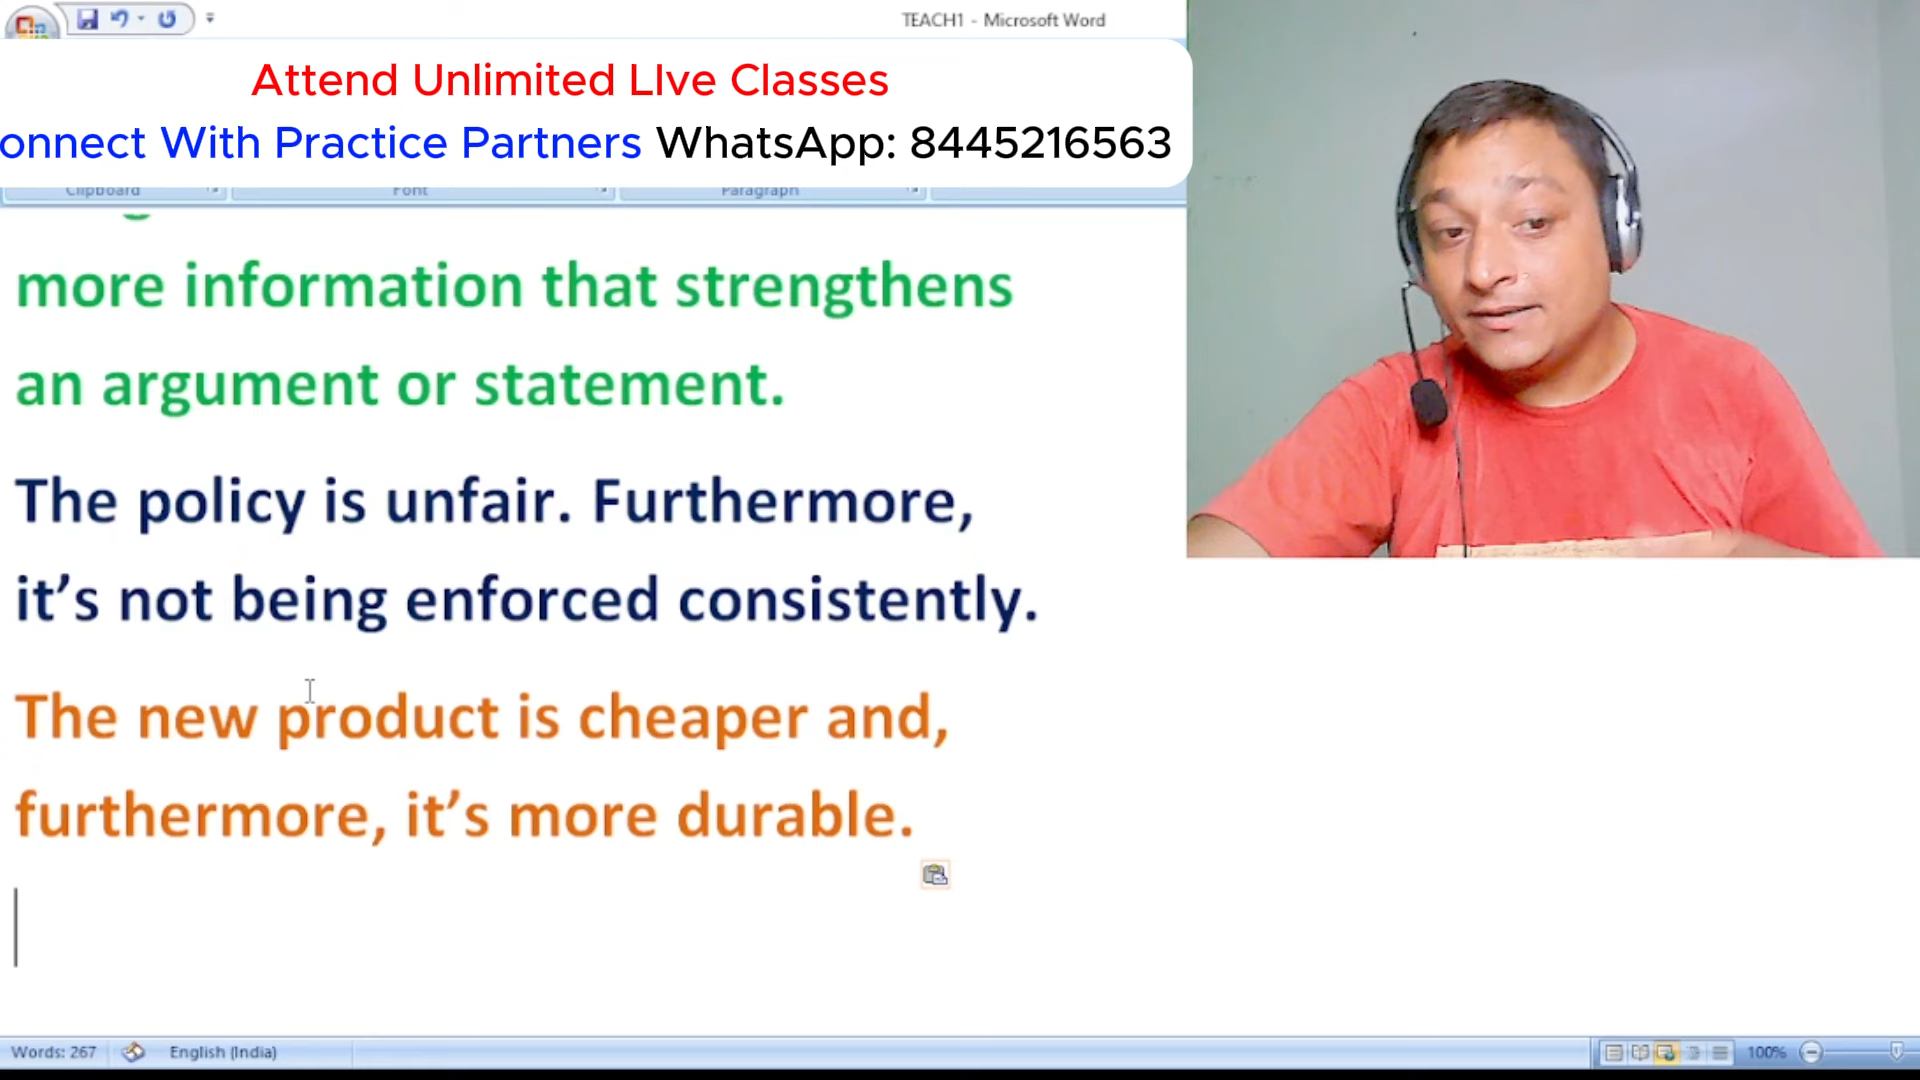 TEACH1 - Microsoft Word
Attend Unlimited LIve Classes
onnect With Practice Partners WhatsApp: 8445216563
Clipboard Font Paragraph
more information that strengthens
an argument or statement.
The policy is unfair. Furthermore,
it’s not being enforced consistently.
The new product is cheaper and,
furthermore, it’s more durable.
Words: 267 English (India) 100%